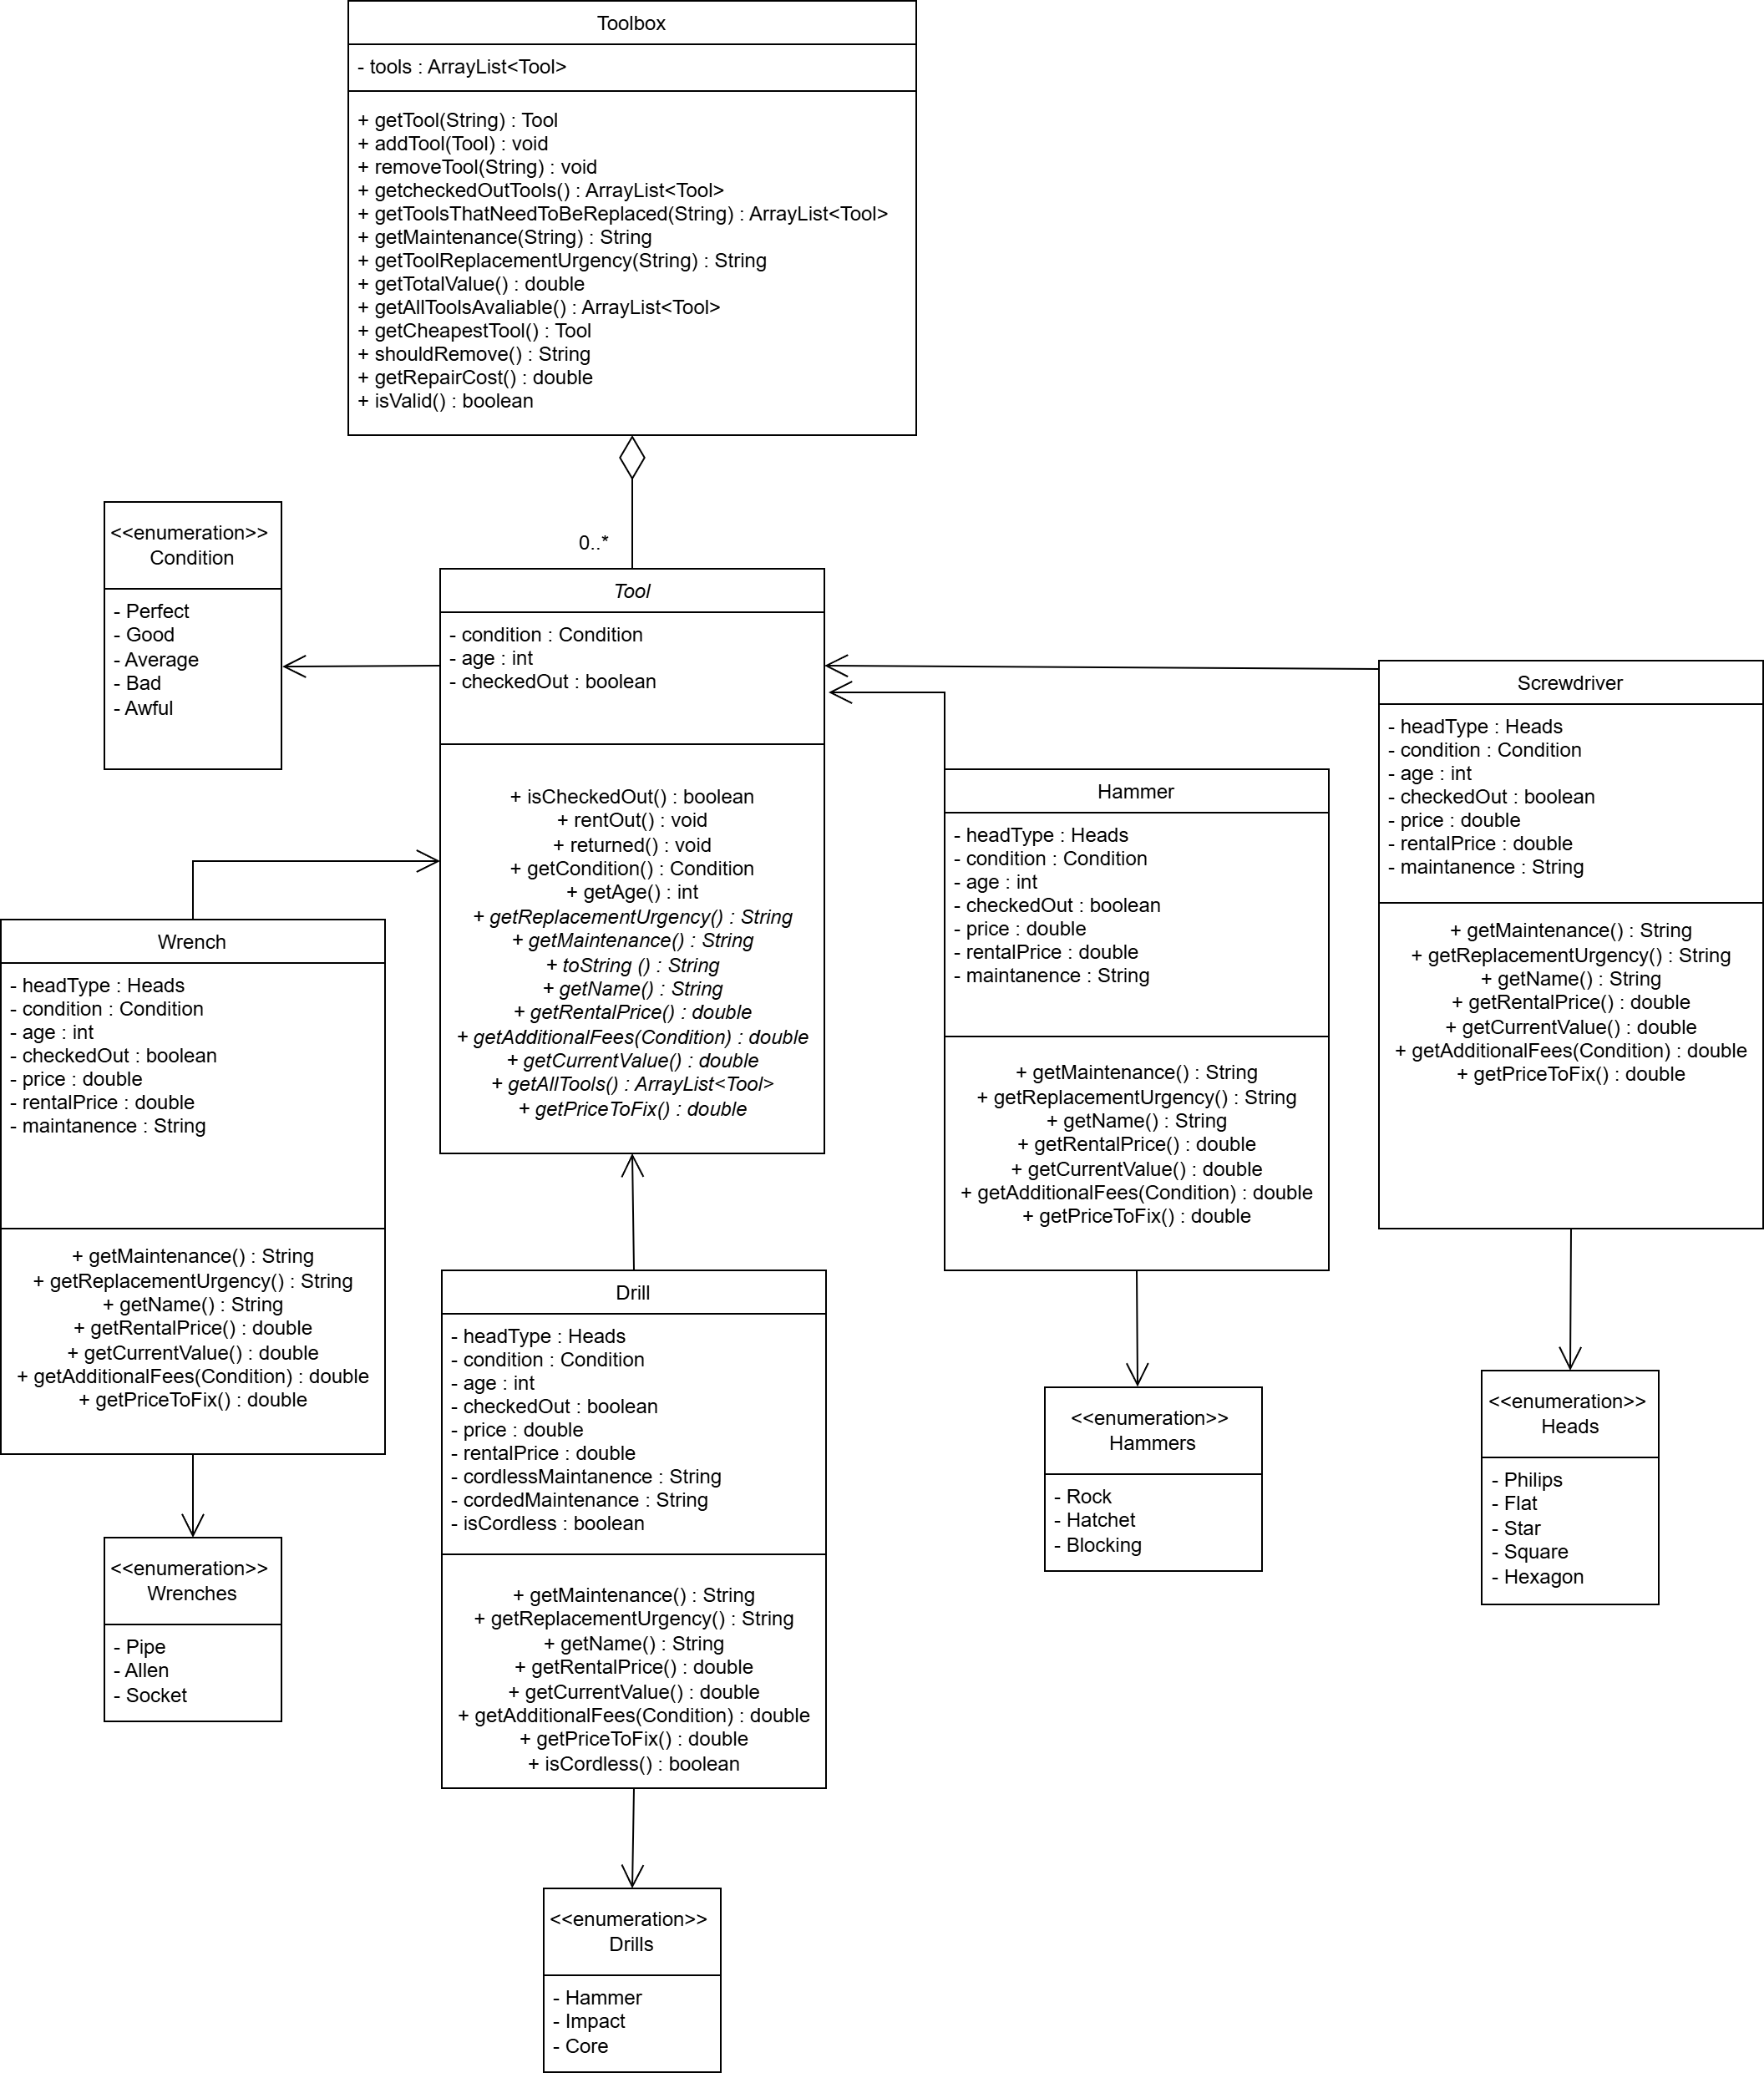 Toolbox
- tools : ArrayList<Tool>
+ getTool(String) : Tool
+ addTool(Tool) : void
+ removeTool(String) : void
+ getcheckedOutTools() : ArrayList<Tool>
+ getToolsThatNeedToBeReplaced(String) : ArrayList<Tool>
+ getMaintenance(String) : String
+ getToolReplacementUrgency(String) : String
+ getTotalValue() : double
+ getAllToolsAvaliable() : ArrayList<Tool>
+ getCheapestTool() : Tool
+ shouldRemove() : String
+ getRepairCost() : double
+ isValid() : boolean
0..*
<<enumeration>>
Condition
- Perfect
- Good
- Average
- Bad
- Awful
Tool
- condition : Condition
- age : int
- checkedOut : boolean
+ isCheckedOut() : boolean
+ rentOut() : void
+ returned() : void
+ getCondition() : Condition
+ getAge() : int
+ getReplacementUrgency() : String
+ getMaintenance() : String
+ toString () : String
+ getName() : String
+ getRentalPrice() : double
+ getAdditionalFees(Condition) : double
+ getCurrentValue() : double
+ getAllTools() : ArrayList<Tool>
+ getPriceToFix() : double
Screwdriver
- headType : Heads
- condition : Condition
- age : int
- checkedOut : boolean
- price : double
- rentalPrice : double
- maintanence : String
+ getMaintenance() : String
+ getReplacementUrgency() : String
+ getName() : String
+ getRentalPrice() : double
+ getCurrentValue() : double
+ getAdditionalFees(Condition) : double
+ getPriceToFix() : double
Hammer
- headType : Heads
- condition : Condition
- age : int
- checkedOut : boolean
- price : double
- rentalPrice : double
- maintanence : String
+ getMaintenance() : String
+ getReplacementUrgency() : String
+ getName() : String
+ getRentalPrice() : double
+ getCurrentValue() : double
+ getAdditionalFees(Condition) : double
+ getPriceToFix() : double
Wrench
- headType : Heads
- condition : Condition
- age : int
- checkedOut : boolean
- price : double
- rentalPrice : double
- maintanence : String
+ getMaintenance() : String
+ getReplacementUrgency() : String
+ getName() : String
+ getRentalPrice() : double
+ getCurrentValue() : double
+ getAdditionalFees(Condition) : double
+ getPriceToFix() : double
Drill
- headType : Heads
- condition : Condition
- age : int
- checkedOut : boolean
- price : double
- rentalPrice : double
- cordlessMaintanence : String
- cordedMaintenance : String
- isCordless : boolean
+ getMaintenance() : String
+ getReplacementUrgency() : String
+ getName() : String
+ getRentalPrice() : double
+ getCurrentValue() : double
+ getAdditionalFees(Condition) : double
+ getPriceToFix() : double
+ isCordless() : boolean
<<enumeration>>
Hammers
- Rock
- Hatchet
- Blocking
<<enumeration>>
Heads
- Philips
- Flat
- Star
- Square
- Hexagon
<<enumeration>>
Wrenches
- Pipe
- Allen
- Socket
<<enumeration>>
Drills
- Hammer
- Impact
- Core